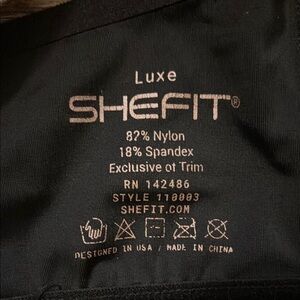 Luxe
SHEFIT®
82% Nylon
18% Spandex
Exclusive of Trim
RN 142486
STYLE 110003
SHEFIT.COM
DESIGNED IN USA / MADE IN CHINA